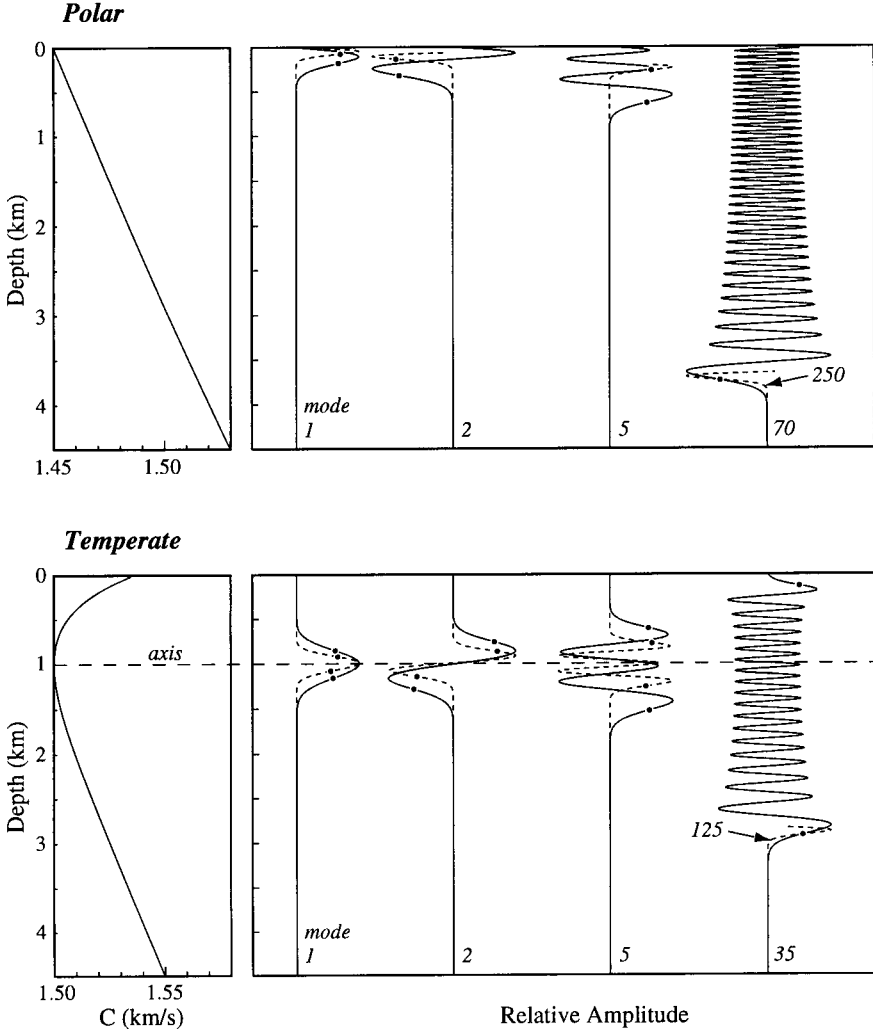 Polar
0
1
2
3
4
Depth (km)
1.45 1.50
mode
1 2 5 70
250
Temperate
0
1
2
3
4
Depth (km)
axis
1.50 1.55
C (km/s)
mode
1 2 5 35
125
Relative Amplitude